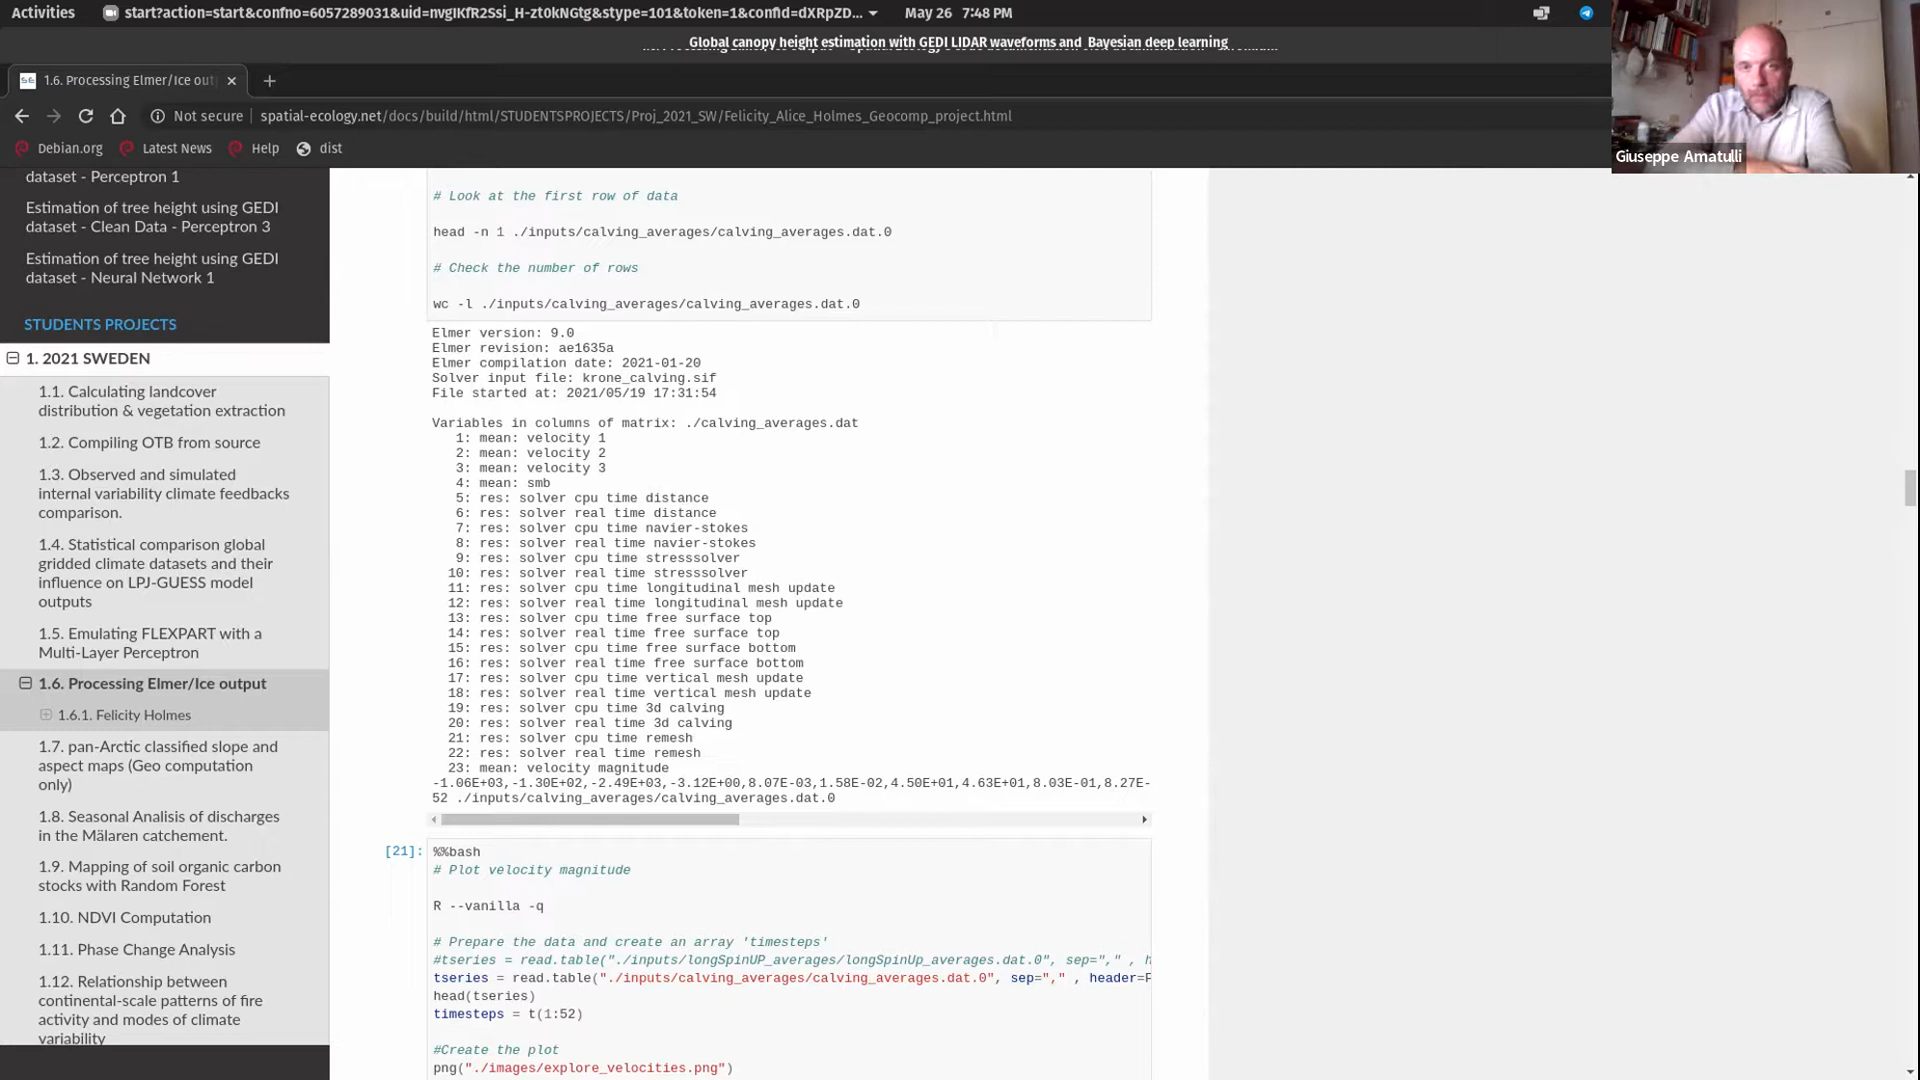 Activities
start?action=start&confno=6057289031&uid=nvgIKfR2Ssi_H-zt0kNGtg&stype=101&token=1&confid=dXRpZD...
May 26 7:48 PM
Global canopy height estimation with GEDI LIDAR waveforms and Bayesian deep learning
1.6. Processing Elmer/Ice out
Not secure
spatial-ecology.net/docs/build/html/STUDENTSPROJECTS/Proj_2021_SW/Felicity_Alice_Holmes_Geocomp_project.html
Debian.org
Latest News
Help
dist
Giuseppe Amatulli
dataset - Perceptron 1
Estimation of tree height using GEDI
dataset - Clean Data - Perceptron 3
Estimation of tree height using GEDI
dataset - Neural Network 1
STUDENTS PROJECTS
1. 2021 SWEDEN
1.1. Calculating landcover
distribution & vegetation extraction
1.2. Compiling OTB from source
1.3. Observed and simulated
internal variability climate feedbacks
comparison.
1.4. Statistical comparison global
gridded climate datasets and their
influence on LPJ-GUESS model
outputs
1.5. Emulating FLEXPART with a
Multi-Layer Perceptron
1.6. Processing Elmer/Ice output
1.6.1. Felicity Holmes
1.7. pan-Arctic classified slope and
aspect maps (Geo computation
only)
1.8. Seasonal Analisis of discharges
in the Mälaren catchement.
1.9. Mapping of soil organic carbon
stocks with Random Forest
1.10. NDVI Computation
1.11. Phase Change Analysis
1.12. Relationship between
continental-scale patterns of fire
activity and modes of climate
variability
# Look at the first row of data
head -n 1 ./inputs/calving_averages/calving_averages.dat.0
# Check the number of rows
wc -l ./inputs/calving_averages/calving_averages.dat.0
Elmer version: 9.0
Elmer revision: ae1635a
Elmer compilation date: 2021-01-20
Solver input file: krone_calving.sif
File started at: 2021/05/19 17:31:54
Variables in columns of matrix: ./calving_averages.dat
1: mean: velocity 1
2: mean: velocity 2
3: mean: velocity 3
4: mean: smb
5: res: solver cpu time distance
6: res: solver real time distance
7: res: solver cpu time navier-stokes
8: res: solver real time navier-stokes
9: res: solver cpu time stresssolver
10: res: solver real time stresssolver
11: res: solver cpu time longitudinal mesh update
12: res: solver real time longitudinal mesh update
13: res: solver cpu time free surface top
14: res: solver real time free surface top
15: res: solver cpu time free surface bottom
16: res: solver real time free surface bottom
17: res: solver cpu time vertical mesh update
18: res: solver real time vertical mesh update
19: res: solver cpu time 3d calving
20: res: solver real time 3d calving
21: res: solver cpu time remesh
22: res: solver real time remesh
23: mean: velocity magnitude
-1.06E+03,-1.30E+02,-2.49E+03,-3.12E+00,8.07E-03,1.58E-02,4.50E+01,4.63E+01,8.03E-01,8.27E-
52 ./inputs/calving_averages/calving_averages.dat.0
[21]:
%%bash
# Plot velocity magnitude
R --vanilla -q
# Prepare the data and create an array 'timesteps'
#tseries = read.table("./inputs/longSpinUP_averages/longSpinUp_averages.dat.0", sep="," , h
tseries = read.table("./inputs/calving_averages/calving_averages.dat.0", sep="," , header=F
head(tseries)
timesteps = t(1:52)
#Create the plot
png("./images/explore_velocities.png")